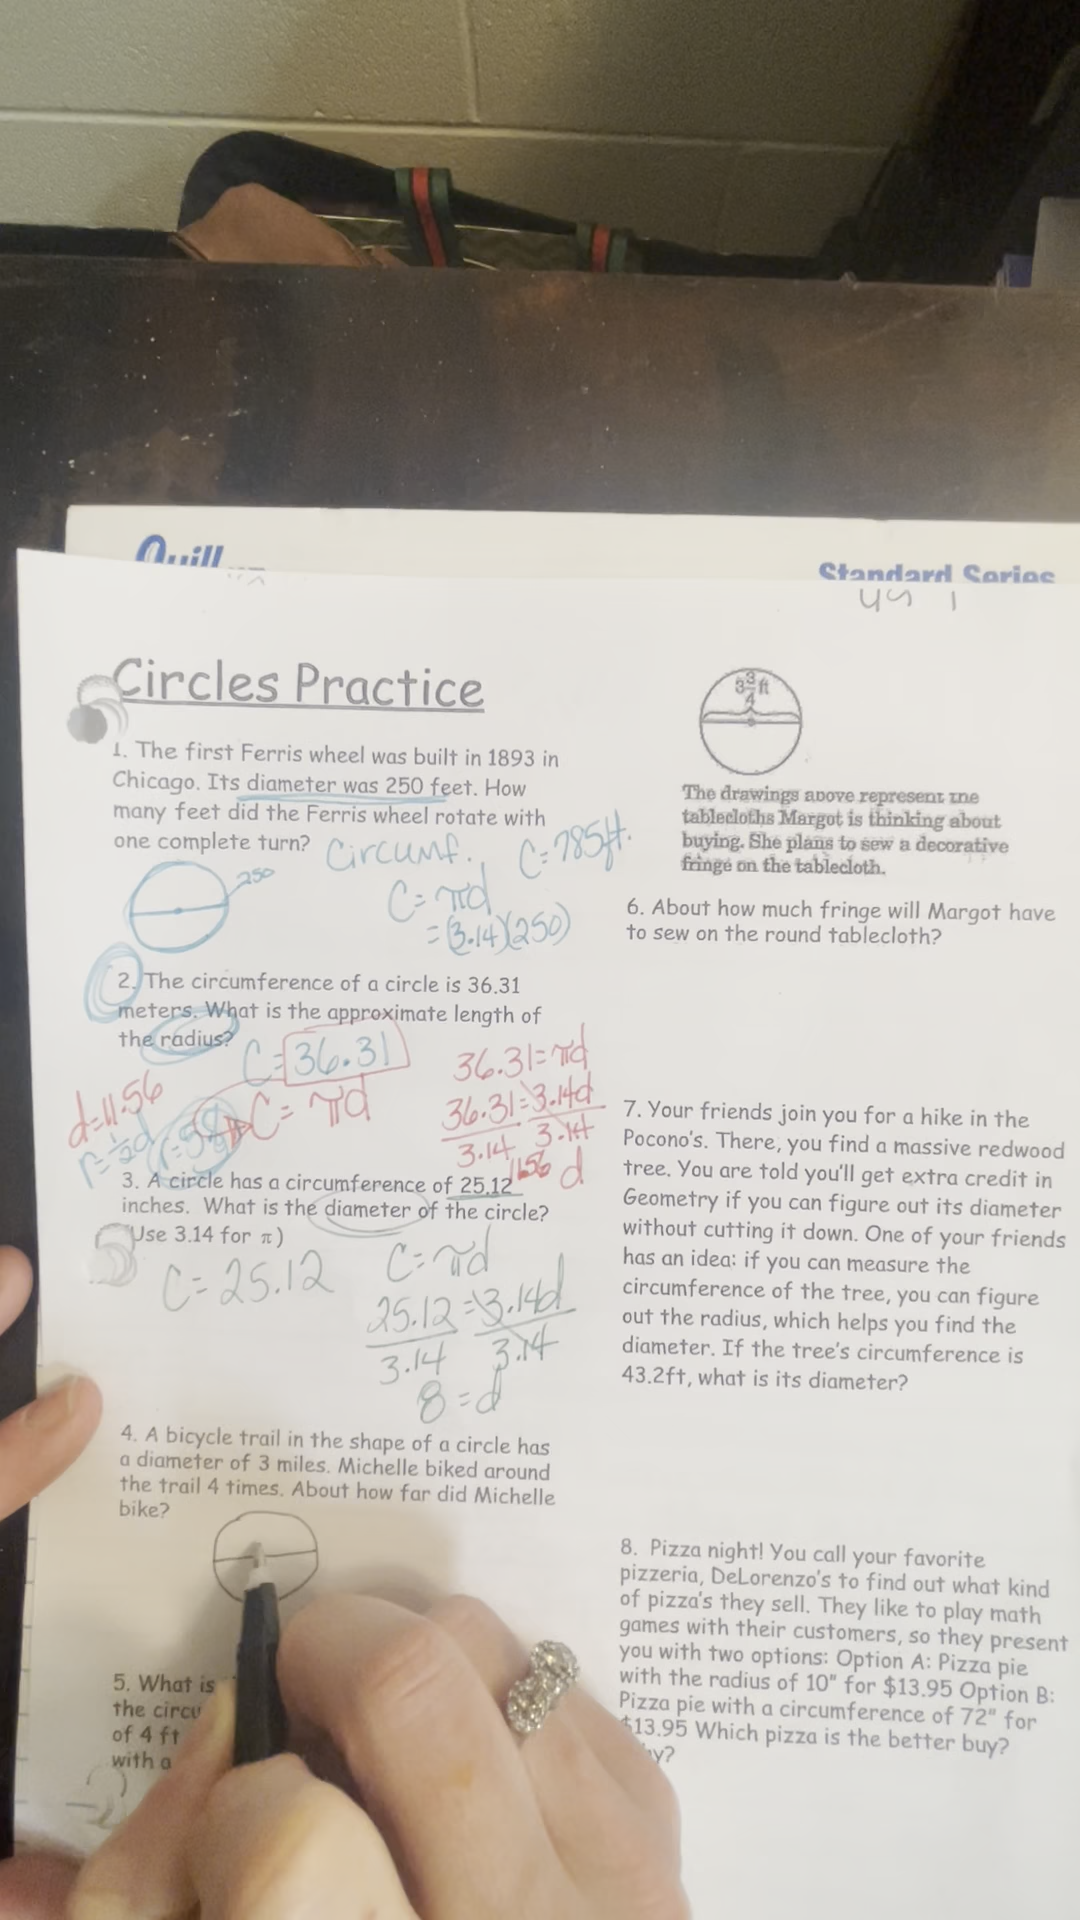 Quill
Standard Series
Circles Practice
1. The first Ferris wheel was built in 1893 in
Chicago. Its diameter was 250 feet. How
many feet did the Ferris wheel rotate with
one complete turn?
Circumf.
C=785ft.
250
C=πd
=(3.14)(250)
2. The circumference of a circle is 36.31
meters. What is the approximate length of
the radius?
C=36.31
C=πd
d=11.56
r=½d
36.31=πd
36.31=3.14d
3.14 3.14
11.56 d
3. A circle has a circumference of 25.12
inches. What is the diameter of the circle?
Use 3.14 for π)
C=25.12
C=πd
25.12=3.14d
3.14 3.14
8=d
4. A bicycle trail in the shape of a circle has
a diameter of 3 miles. Michelle biked around
the trail 4 times. About how far did Michelle
bike?
5. What is
the circu
of 4 ft
with a
3 3/4 ft
The drawings above represent the
tablecloths Margot is thinking about
buying. She plans to sew a decorative
fringe on the tablecloth.
6. About how much fringe will Margot have
to sew on the round tablecloth?
7. Your friends join you for a hike in the
Pocono's. There, you find a massive redwood
tree. You are told you'll get extra credit in
Geometry if you can figure out its diameter
without cutting it down. One of your friends
has an idea: if you can measure the
circumference of the tree, you can figure
out the radius, which helps you find the
diameter. If the tree's circumference is
43.2ft, what is its diameter?
8. Pizza night! You call your favorite
pizzeria, DeLorenzo's to find out what kind
of pizza's they sell. They like to play math
games with their customers, so they present
you with two options: Option A: Pizza pie
with the radius of 10" for $13.95 Option B:
Pizza pie with a circumference of 72" for
$13.95 Which pizza is the better buy?
y?